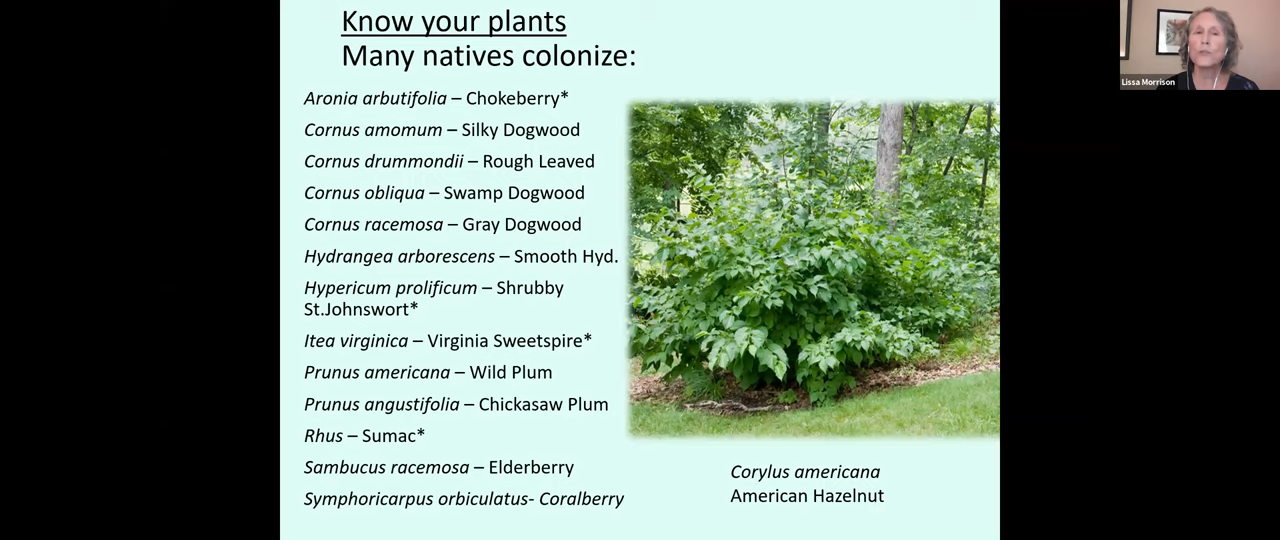 Know your plants
Many natives colonize:
Aronia arbutifolia – Chokeberry*
Cornus amomum – Silky Dogwood
Cornus drummondii – Rough Leaved
Cornus obliqua – Swamp Dogwood
Cornus racemosa – Gray Dogwood
Hydrangea arborescens – Smooth Hyd.
Hypericum prolificum – Shrubby
St.Johnswort*
Itea virginica – Virginia Sweetspire*
Prunus americana – Wild Plum
Prunus angustifolia – Chickasaw Plum
Rhus – Sumac*
Sambucus racemosa – Elderberry
Symphoricarpus orbiculatus- Coralberry
Corylus americana
American Hazelnut
Lissa Morrison